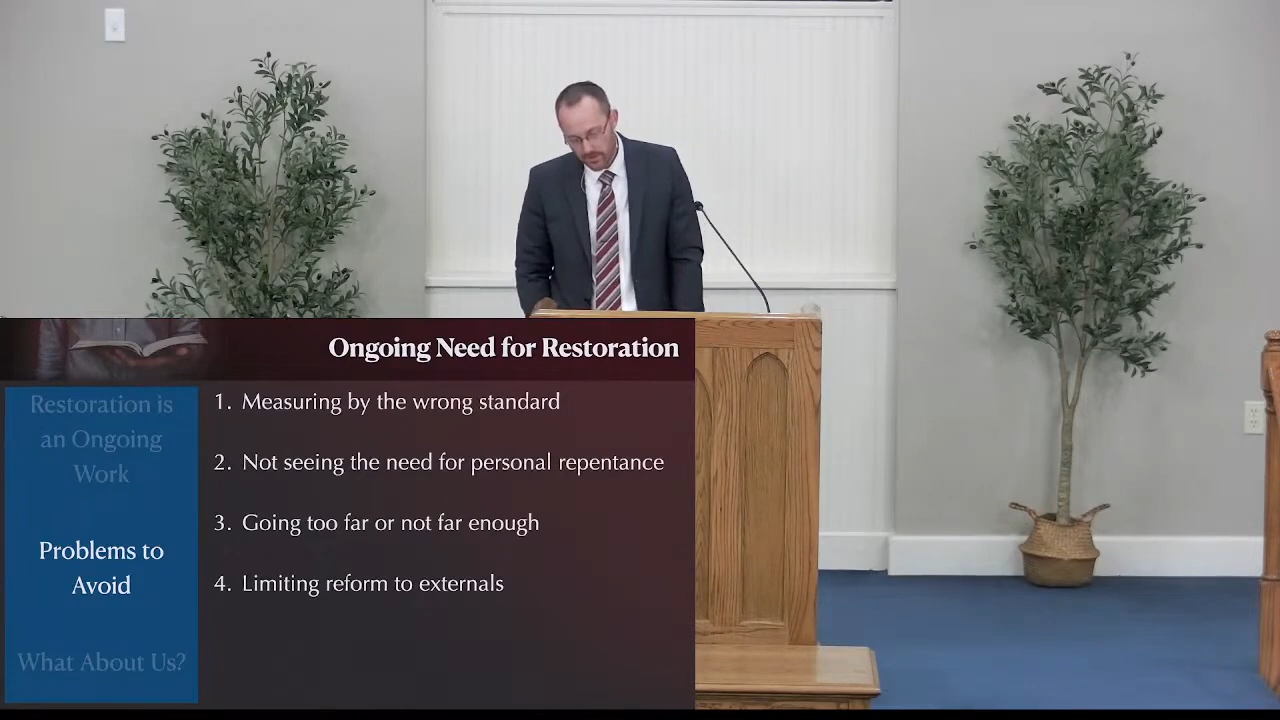 Ongoing Need for Restoration
Restoration is
an Ongoing
Work
Problems to
Avoid
What About Us?
1. Measuring by the wrong standard
2. Not seeing the need for personal repentance
3. Going too far or not far enough
4. Limiting reform to externals